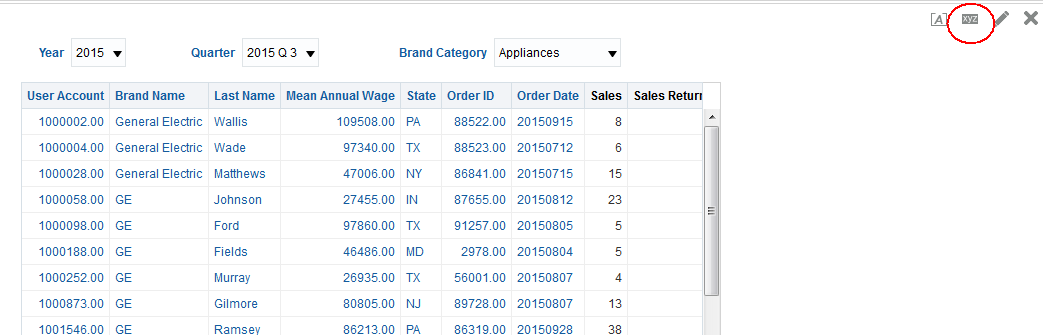 [A] xyz
Year 2015 Quarter 2015 Q 3 Brand Category Appliances
User Account Brand Name Last Name Mean Annual Wage State Order ID Order Date Sales Sales Return
1000002.00 General Electric Wallis 109508.00 PA 88522.00 20150915 8
1000004.00 General Electric Wade 97340.00 TX 88523.00 20150712 6
1000028.00 General Electric Matthews 47006.00 NY 86841.00 20150715 15
1000058.00 GE Johnson 27455.00 IN 87655.00 20150812 23
1000098.00 GE Ford 97860.00 TX 91257.00 20150805 5
1000188.00 GE Fields 46486.00 MD 2978.00 20150804 5
1000252.00 GE Murray 26935.00 TX 56001.00 20150807 4
1000873.00 GE Gilmore 80805.00 NJ 89728.00 20150807 13
1001546.00 GE Ramsey 86213.00 PA 86319.00 20150928 38